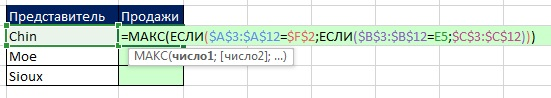 Представитель Продажи
Chin =МАКС(ЕСЛИ($A$3:$A$12=$F$2;ЕСЛИ($B$3:$B$12=E5;$C$3:$C$12)))
Moe МАКС(число1; [число2]; ...)
Sioux